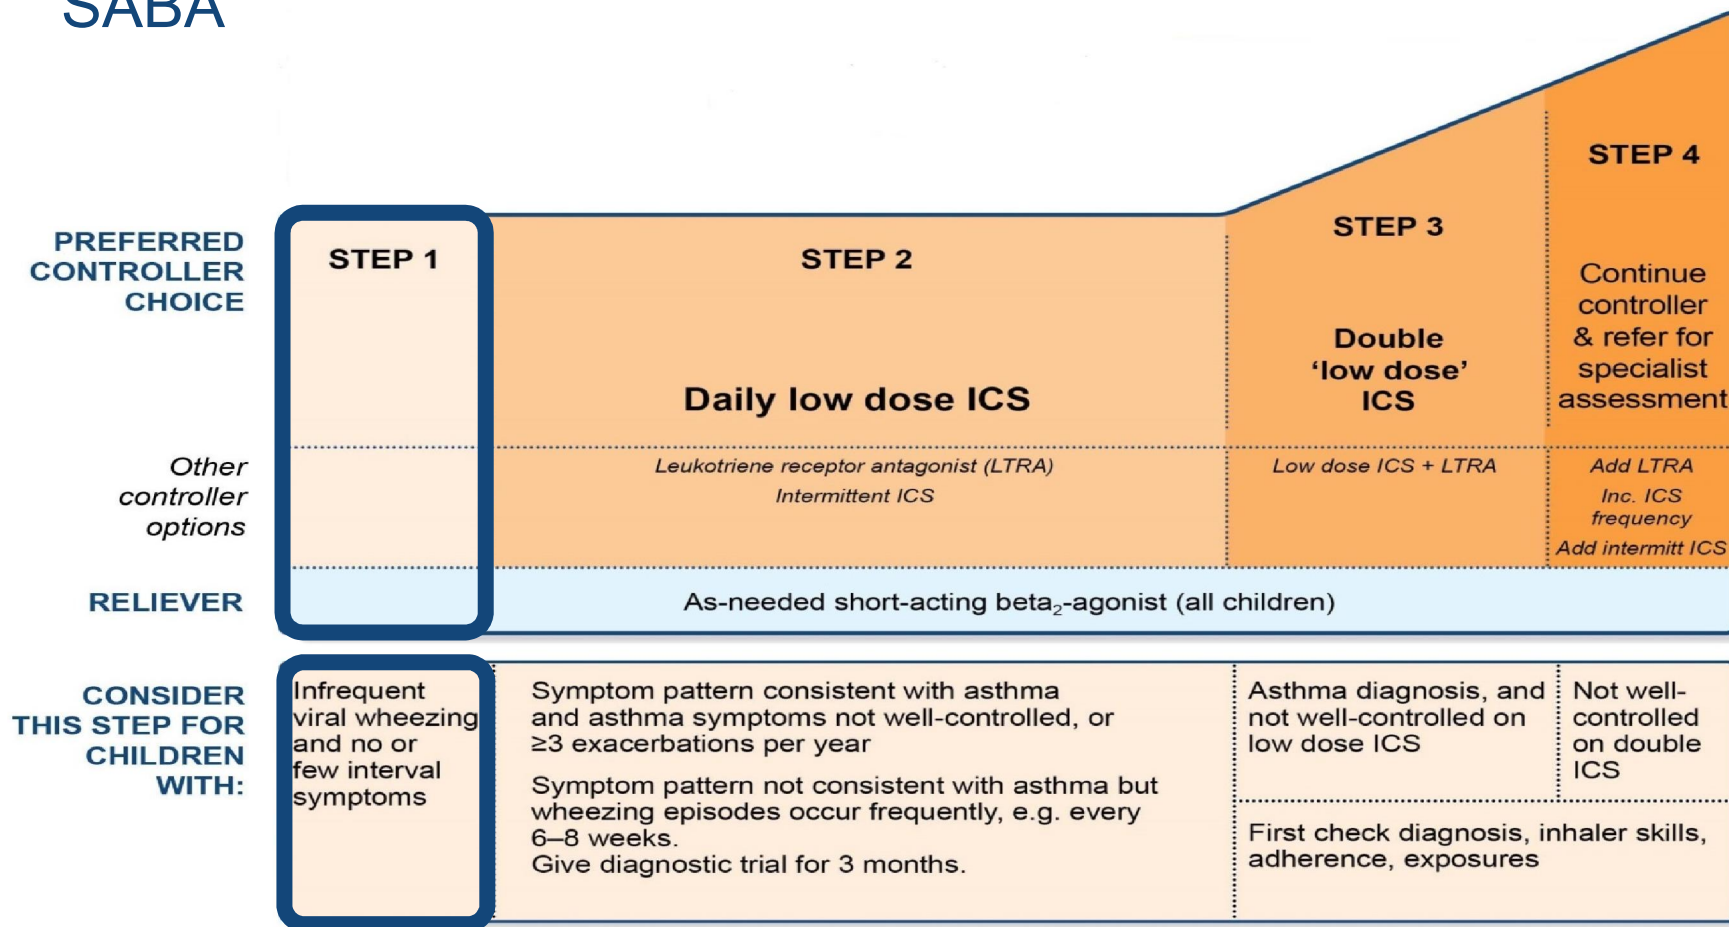 SABA
PREFERRED
CONTROLLER
CHOICE
STEP 1
STEP 2
Daily low dose ICS
STEP 3
Double
‘low dose’
ICS
STEP 4
Continue
controller
& refer for
specialist
assessment
Other
controller
options
Leukotriene receptor antagonist (LTRA)
Intermittent ICS
Low dose ICS + LTRA
Add LTRA
Inc. ICS
frequency
Add intermitt ICS
RELIEVER
As-needed short-acting beta₂-agonist (all children)
CONSIDER
THIS STEP FOR
CHILDREN
WITH:
Infrequent
viral wheezing
and no or
few interval
symptoms
Symptom pattern consistent with asthma
and asthma symptoms not well-controlled, or
≥3 exacerbations per year
Symptom pattern not consistent with asthma but
wheezing episodes occur frequently, e.g. every
6–8 weeks.
Give diagnostic trial for 3 months.
Asthma diagnosis, and
not well-controlled on
low dose ICS
Not well-
controlled
on double
ICS
First check diagnosis, inhaler skills,
adherence, exposures